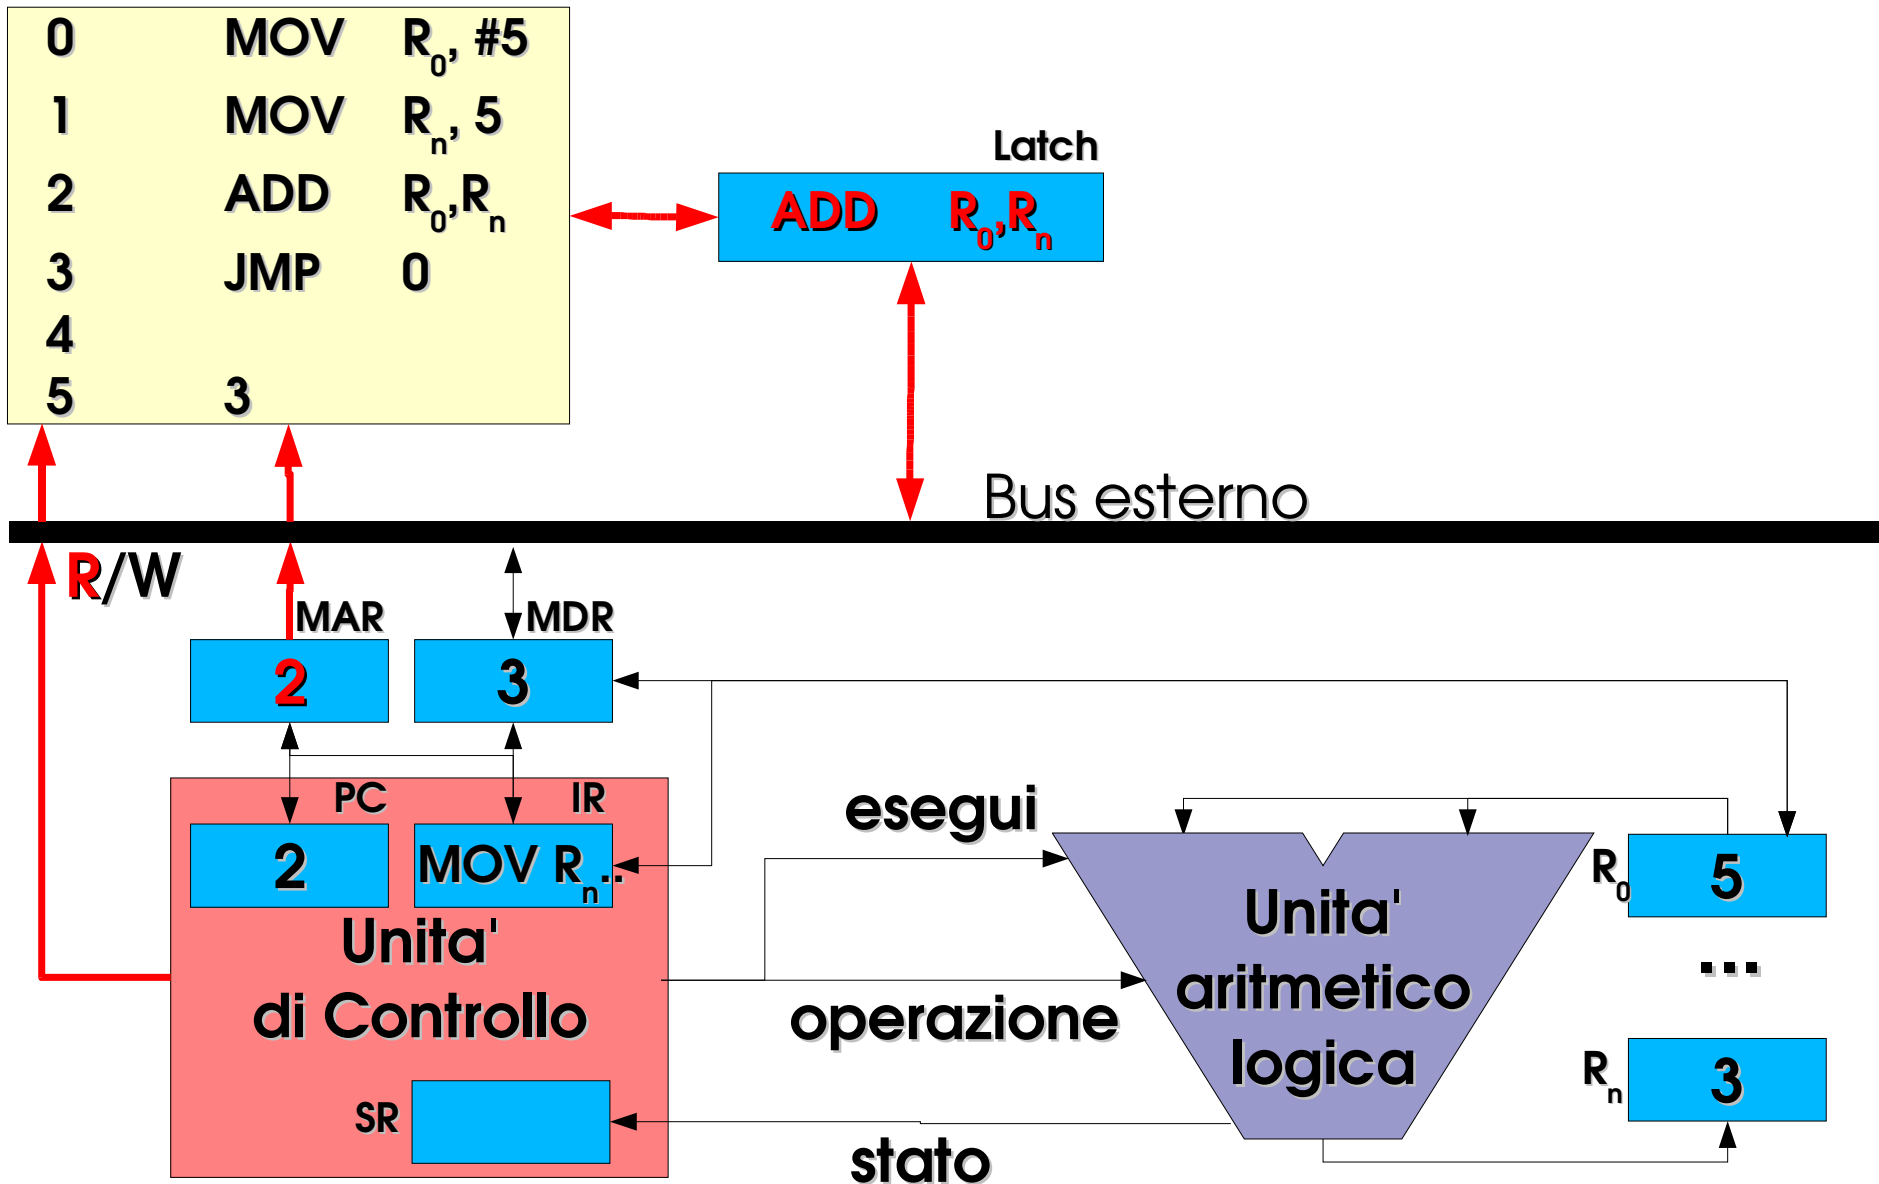 0 MOV R0, #5
1 MOV Rn, 5
2 ADD R0,Rn
3 JMP 0
4
5 3
Latch
ADD R0,Rn
Bus esterno
R/W
MAR
MDR
2
3
PC
IR
2
MOV Rn..
Unita'
di Controllo
SR
esegui
operazione
stato
Unita'
aritmetico
logica
R0
5
...
Rn
3